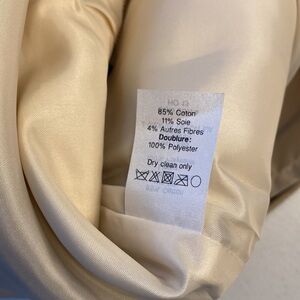 85% Coton
11% Soie
4% Autres Fibres
Doublure:
100% Polyester
Dry clean only